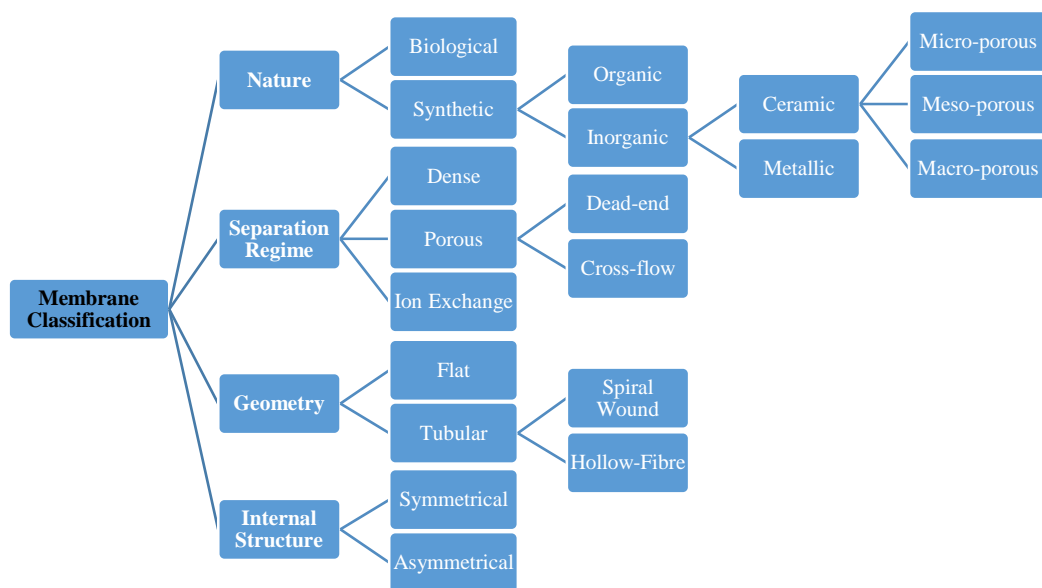 Membrane
Classification
Nature
Biological
Synthetic
Organic
Inorganic
Ceramic
Micro-porous
Meso-porous
Macro-porous
Metallic
Separation
Regime
Dense
Porous
Dead-end
Cross-flow
Ion Exchange
Geometry
Flat
Tubular
Spiral
Wound
Hollow-Fibre
Internal
Structure
Symmetrical
Asymmetrical